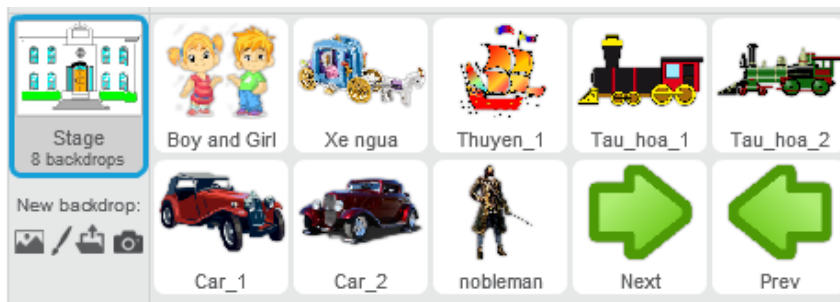 Stage
8 backdrops
New backdrop:
Boy and Girl
Xe ngua
Thuyen_1
Tau_hoa_1
Tau_hoa_2
Car_1
Car_2
nobleman
Next
Prev